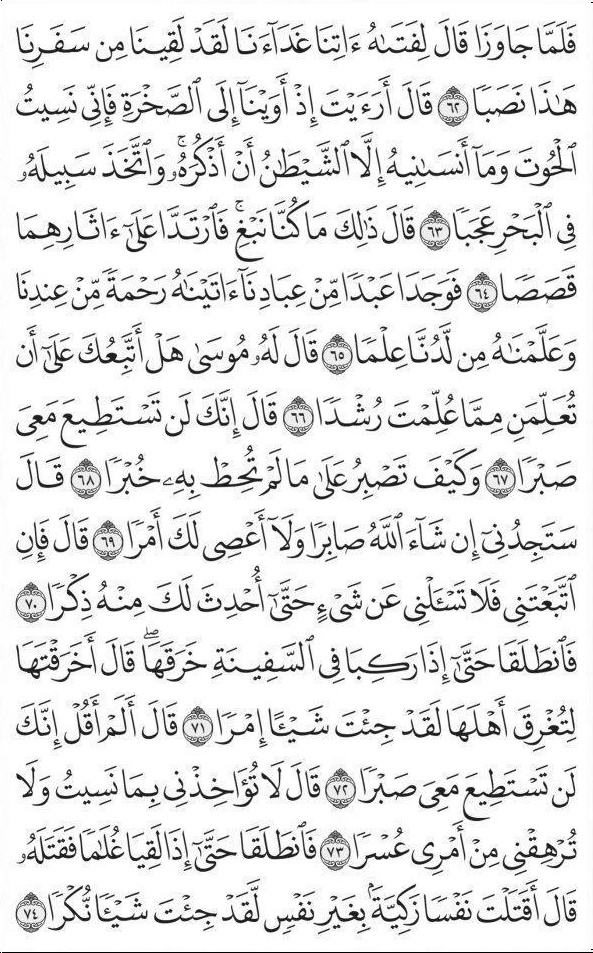 فَلَمَّا جَاوَزَا قَالَ لِفَتَىٰهُ ءَاتِنَا غَدَآءَنَا لَقَدۡ لَقِينَا مِن سَفَرِنَا
هَٰذَا نَصَبٗا ٦٢ قَالَ أَرَءَيۡتَ إِذۡ أَوَيۡنَآ إِلَى ٱلصَّخۡرَةِ فَإِنِّي نَسِيتُ
ٱلۡحُوتَ وَمَآ أَنسَىٰنِيهُ إِلَّا ٱلشَّيۡطَٰنُ أَنۡ أَذۡكُرَهُۥۚ وَٱتَّخَذَ سَبِيلَهُۥ
فِي ٱلۡبَحۡرِ عَجَبٗا ٦٣ قَالَ ذَٰلِكَ مَا كُنَّا نَبۡغِۚ فَٱرۡتَدَّا عَلَىٰٓ ءَاثَارِهِمَا
قَصَصٗا ٦٤ فَوَجَدَا عَبۡدٗا مِّنۡ عِبَادِنَآ ءَاتَيۡنَٰهُ رَحۡمَةٗ مِّنۡ عِندِنَا
وَعَلَّمۡنَٰهُ مِن لَّدُنَّا عِلۡمٗا ٦٥ قَالَ لَهُۥ مُوسَىٰ هَلۡ أَتَّبِعُكَ عَلَىٰٓ أَن
تُعَلِّمَنِ مِمَّا عُلِّمۡتَ رُشۡدٗا ٦٦ قَالَ إِنَّكَ لَن تَسۡتَطِيعَ مَعِيَ
صَبۡرٗا ٦٧ وَكَيۡفَ تَصۡبِرُ عَلَىٰ مَا لَمۡ تُحِطۡ بِهِۦ خُبۡرٗا ٦٨ قَالَ
سَتَجِدُنِيٓ إِن شَآءَ ٱللَّهُ صَابِرٗا وَلَآ أَعۡصِي لَكَ أَمۡرٗا ٦٩ قَالَ فَإِنِ
ٱتَّبَعۡتَنِي فَلَا تَسۡـَٔلۡنِي عَن شَيۡءٍ حَتَّىٰٓ أُحۡدِثَ لَكَ مِنۡهُ ذِكۡرٗا ٧٠
فَٱنطَلَقَا حَتَّىٰٓ إِذَا رَكِبَا فِي ٱلسَّفِينَةِ خَرَقَهَاۖ قَالَ أَخَرَقۡتَهَا
لِتُغۡرِقَ أَهۡلَهَا لَقَدۡ جِئۡتَ شَيۡـًٔا إِمۡرٗا ٧١ قَالَ أَلَمۡ أَقُلۡ إِنَّكَ
لَن تَسۡتَطِيعَ مَعِيَ صَبۡرٗا ٧٢ قَالَ لَا تُؤَاخِذۡنِي بِمَا نَسِيتُ وَلَا
تُرۡهِقۡنِي مِنۡ أَمۡرِي عُسۡرٗا ٧٣ فَٱنطَلَقَا حَتَّىٰٓ إِذَا لَقِيَا غُلَٰمٗا فَقَتَلَهُۥ
قَالَ أَقَتَلۡتَ نَفۡسٗا زَكِيَّةَۢ بِغَيۡرِ نَفۡسٖ لَّقَدۡ جِئۡتَ شَيۡـٔٗا نُّكۡرٗا ٧٤